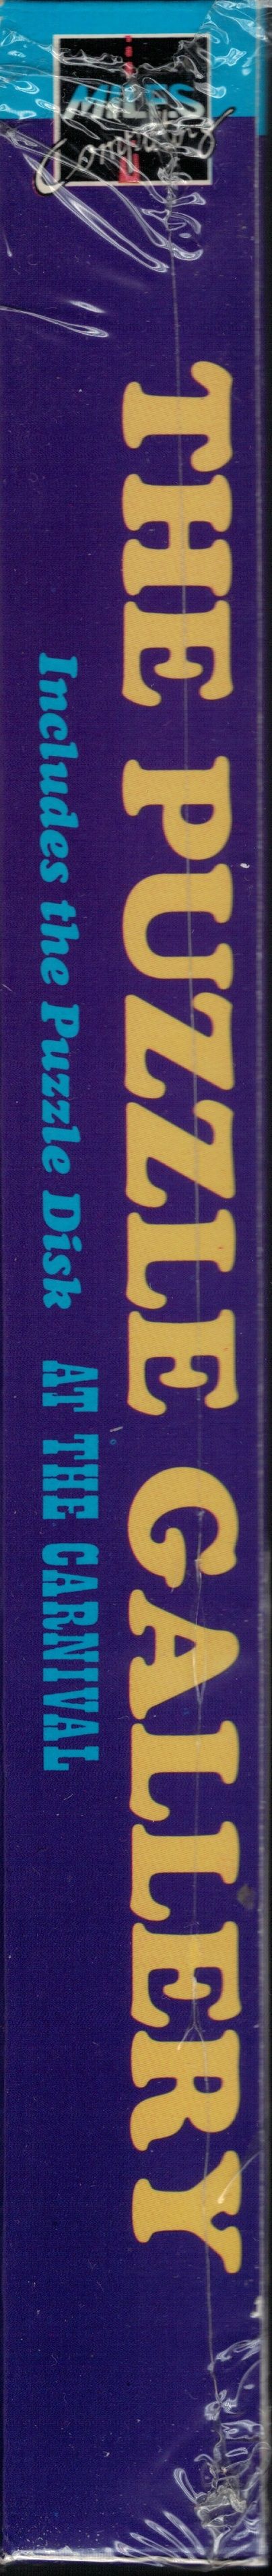 MILES
Computing
THE PUZZLE GALLERY
Includes the Puzzle Disk AT THE CARNIVAL